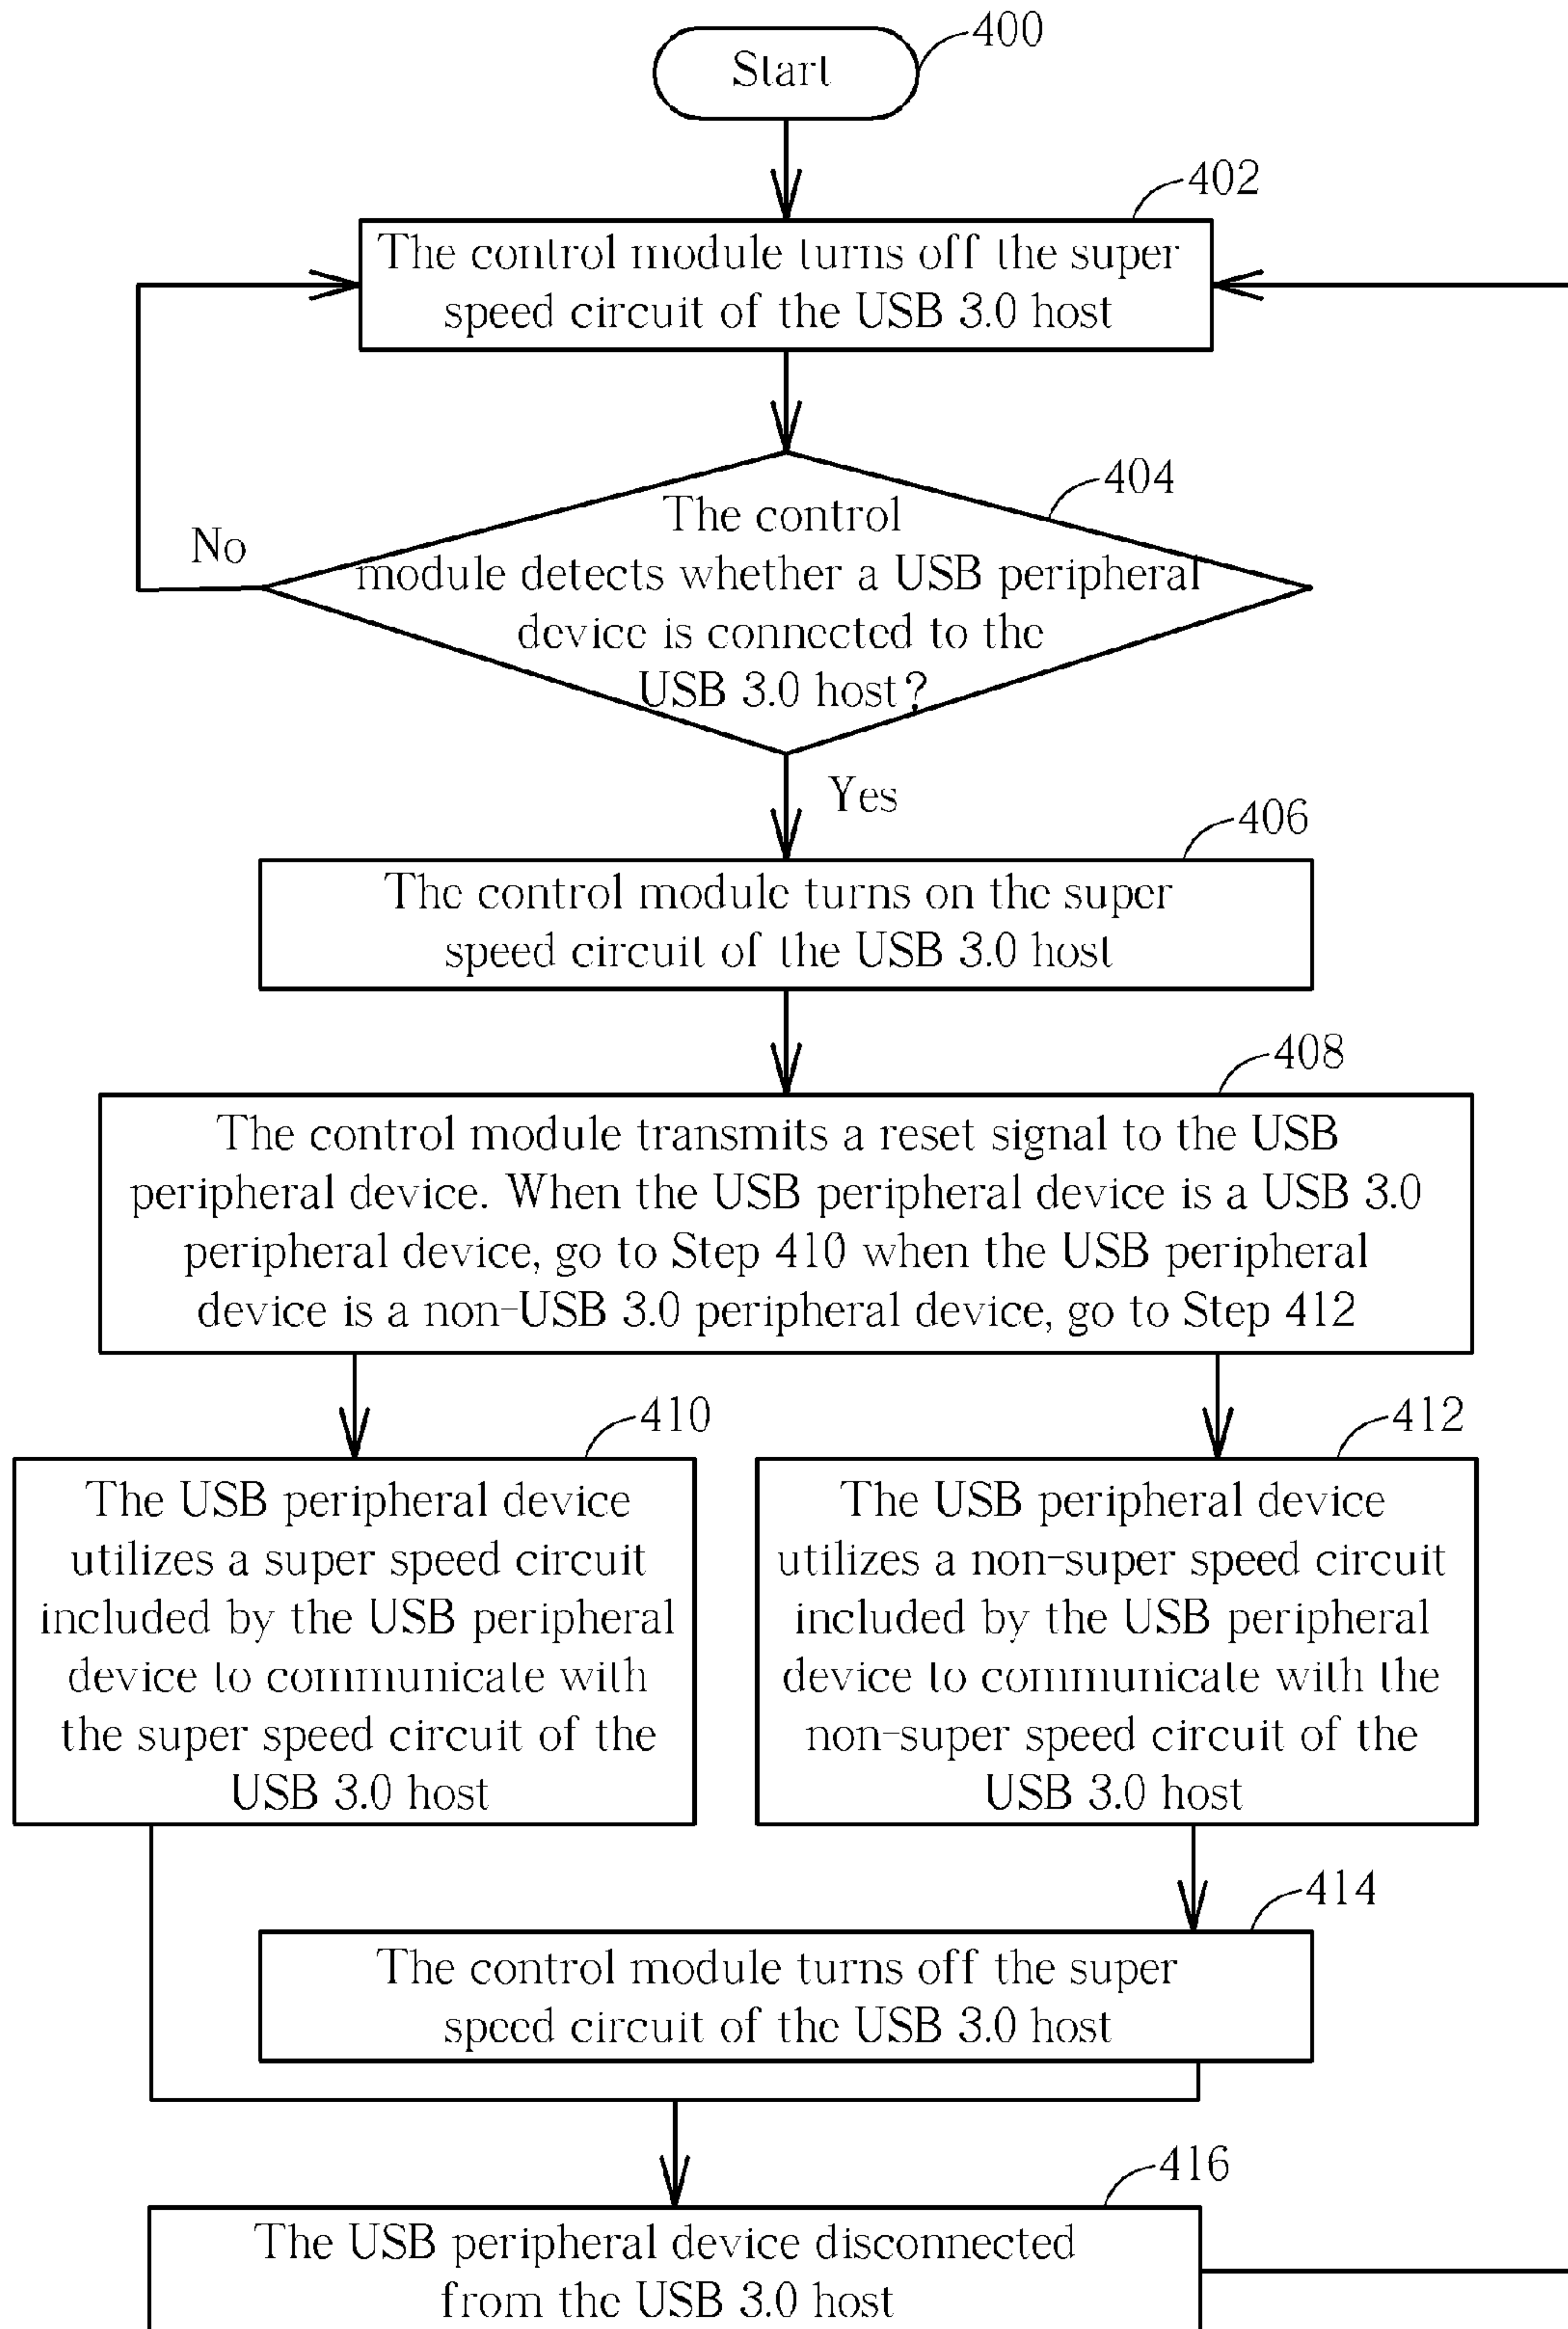 Start
400
402
The control module turns off the super
speed circuit of the USB 3.0 host
404
The control
module detects whether a USB peripheral
device is connected to the
USB 3.0 host?
No
Yes
406
The control module turns on the super
speed circuit of the USB 3.0 host
408
The control module transmits a reset signal to the USB
peripheral device. When the USB peripheral device is a USB 3.0
peripheral device, go to Step 410 when the USB peripheral
device is a non-USB 3.0 peripheral device, go to Step 412
410
The USB peripheral device
utilizes a super speed circuit
included by the USB peripheral
device to communicate with
the super speed circuit of the
USB 3.0 host
412
The USB peripheral device
utilizes a non-super speed circuit
included by the USB peripheral
device to communicate with the
non-super speed circuit of the
USB 3.0 host
414
The control module turns off the super
speed circuit of the USB 3.0 host
416
The USB peripheral device disconnected
from the USB 3.0 host